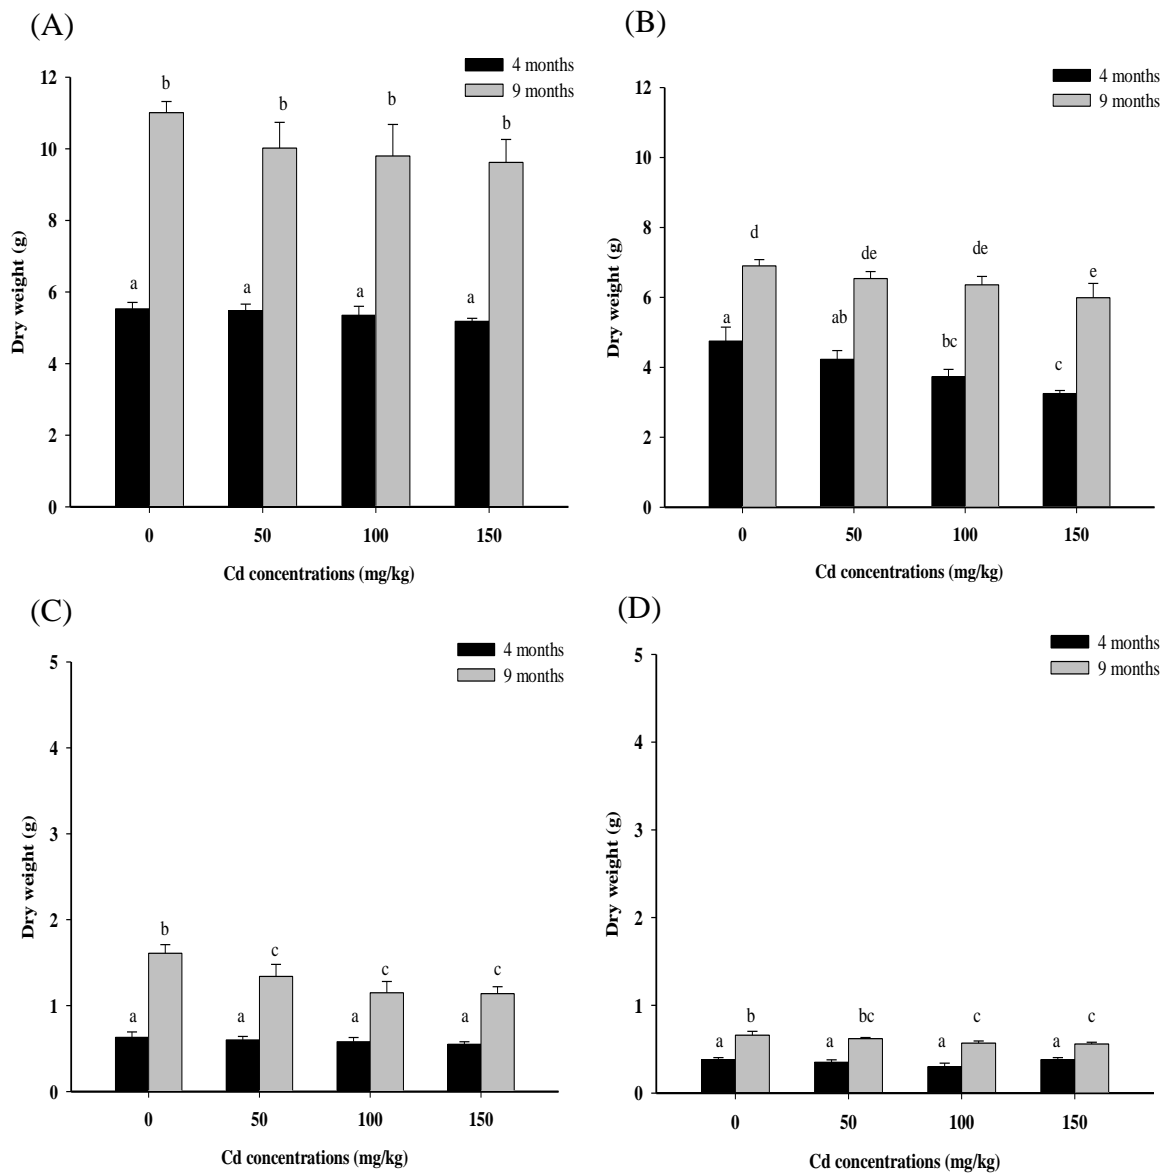 (A)
4 months
9 months
12
10
8
6
4
2
0
Dry weight (g)
b
b
b
b
a
a
a
a
0 50 100 150
Cd concentrations (mg/kg)
(B)
4 months
9 months
12
10
8
6
4
2
0
Dry weight (g)
d
de
de
e
a
ab
bc
c
0 50 100 150
Cd concentrations (mg/kg)
(C)
4 months
9 months
5
4
3
2
1
0
Dry weight (g)
b
c
c
c
a
a
a
a
0 50 100 150
Cd concentrations (mg/kg)
(D)
4 months
9 months
5
4
3
2
1
0
Dry weight (g)
b
bc
c
c
a
a
a
a
0 50 100 150
Cd concentrations (mg/kg)